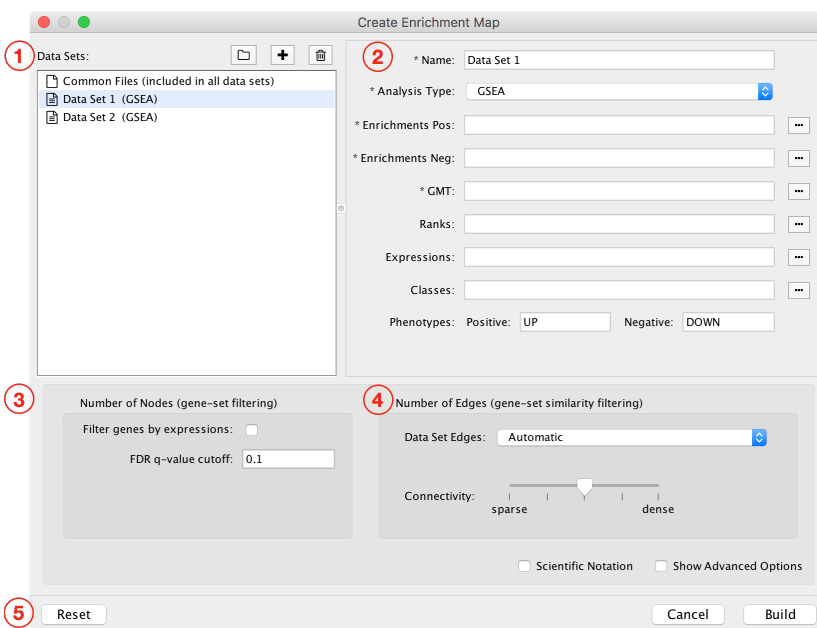 Create Enrichment Map
1 Data Sets:
Common Files (included in all data sets)
Data Set 1 (GSEA)
Data Set 2 (GSEA)
2 * Name: Data Set 1
* Analysis Type: GSEA
* Enrichments Pos:
* Enrichments Neg:
* GMT:
Ranks:
Expressions:
Classes:
Phenotypes: Positive: UP Negative: DOWN
3 Number of Nodes (gene-set filtering)
Filter genes by expressions:
FDR q-value cutoff: 0.1
4 Number of Edges (gene-set similarity filtering)
Data Set Edges: Automatic
Connectivity:
sparse dense
Scientific Notation Show Advanced Options
5 Reset Cancel Build